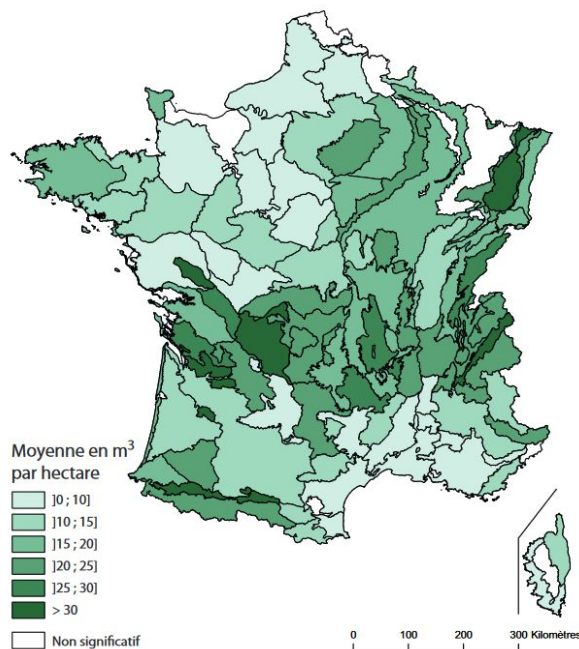 Moyenne en m³
par hectare
]0 ; 10]
]10 ; 15]
]15 ; 20]
]20 ; 25]
]25 ; 30]
> 30
Non significatif
0 100 200 300 Kilomètres